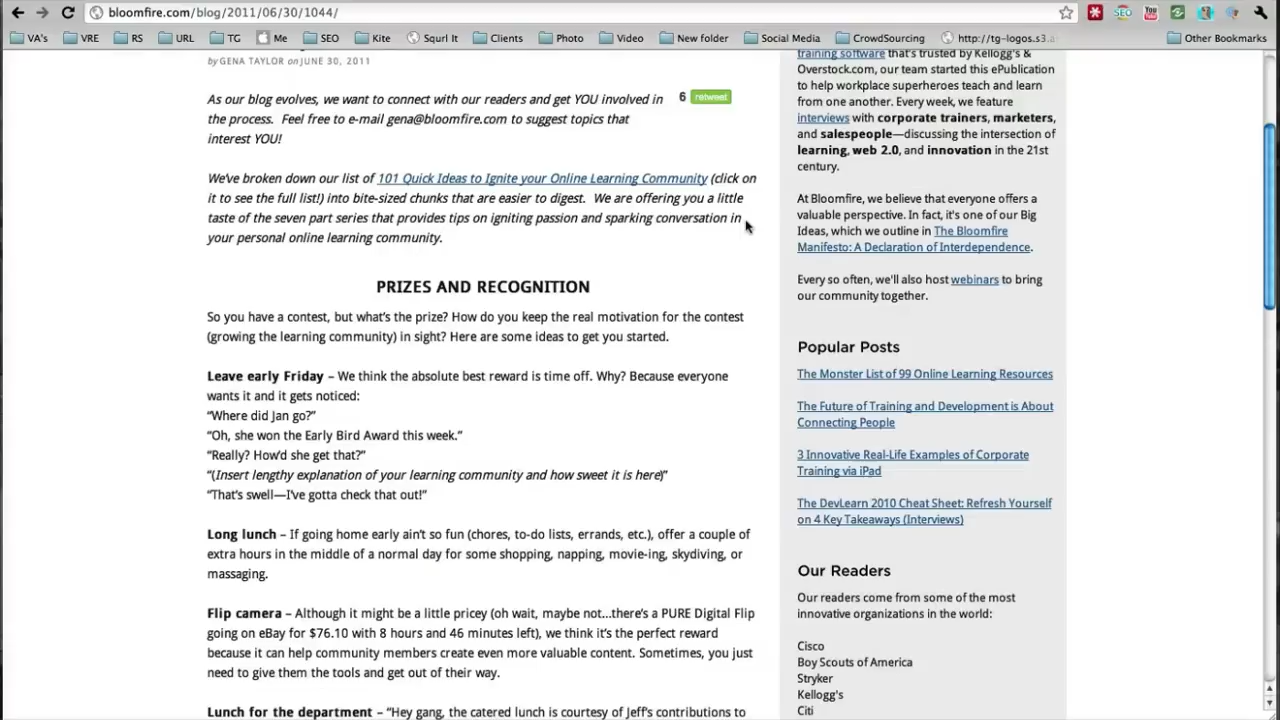 bloomfire.com/blog/2011/06/30/1044/
VA's
VRE
RS
URL
TG
Me
SEO
Kite
Squrl It
Clients
Photo
Video
New folder
Social Media
CrowdSourcing
http://tg-logos.s3.a
Other Bookmarks
SEO
You
by GENA TAYLOR on JUNE 30, 2011
As our blog evolves, we want to connect with our readers and get YOU involved in
the process. Feel free to e-mail gena@bloomfire.com to suggest topics that
interest YOU!
6 retweet
We've broken down our list of 101 Quick Ideas to Ignite your Online Learning Community (click on
it to see the full list!) into bite-sized chunks that are easier to digest. We are offering you a little
taste of the seven part series that provides tips on igniting passion and sparking conversation in
your personal online learning community.
PRIZES AND RECOGNITION
So you have a contest, but what's the prize? How do you keep the real motivation for the contest
(growing the learning community) in sight? Here are some ideas to get you started.
Leave early Friday – We think the absolute best reward is time off. Why? Because everyone
wants it and it gets noticed:
“Where did Jan go?”
“Oh, she won the Early Bird Award this week.”
“Really? How'd she get that?”
“(Insert lengthy explanation of your learning community and how sweet it is here)”
“That's swell—I've gotta check that out!”
Long lunch – If going home early ain't so fun (chores, to-do lists, errands, etc.), offer a couple of
extra hours in the middle of a normal day for some shopping, napping, movie-ing, skydiving, or
massaging.
Flip camera – Although it might be a little pricey (oh wait, maybe not...there's a PURE Digital Flip
going on eBay for $76.10 with 8 hours and 46 minutes left), we think it's the perfect reward
because it can help community members create even more valuable content. Sometimes, you just
need to give them the tools and get out of their way.
Lunch for the department – “Hey gang, the catered lunch is courtesy of Jeff's contributions to
training software that's trusted by Kellogg's &
Overstock.com, our team started this ePublication
to help workplace superheroes teach and learn
from one another. Every week, we feature
interviews with corporate trainers, marketers,
and salespeople—discussing the intersection of
learning, web 2.0, and innovation in the 21st
century.
At Bloomfire, we believe that everyone offers a
valuable perspective. In fact, it's one of our Big
Ideas, which we outline in The Bloomfire
Manifesto: A Declaration of Interdependence.
Every so often, we'll also host webinars to bring
our community together.
Popular Posts
The Monster List of 99 Online Learning Resources
The Future of Training and Development is About
Connecting People
3 Innovative Real-Life Examples of Corporate
Training via iPad
The DevLearn 2010 Cheat Sheet: Refresh Yourself
on 4 Key Takeaways (Interviews)
Our Readers
Our readers come from some of the most
innovative organizations in the world:
Cisco
Boy Scouts of America
Stryker
Kellogg's
Citi